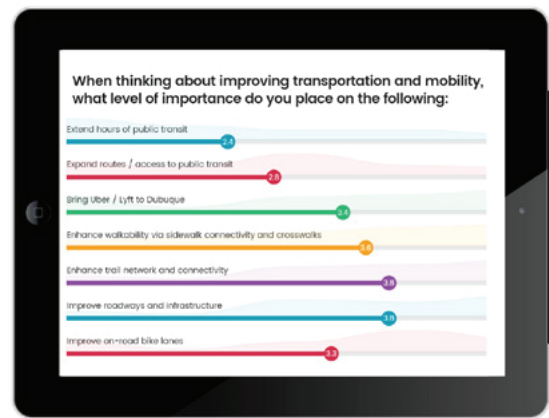 When thinking about improving transportation and mobility,
what level of importance do you place on the following:
Extend hours of public transit
2.4
Expand routes / access to public transit
2.8
Bring Uber / Lyft to Dubuque
3.4
Enhance walkability via sidewalk connectivity and crosswalks
3.6
Enhance trail network and connectivity
3.8
Improve roadways and infrastructure
3.8
Improve on-road bike lanes
3.3